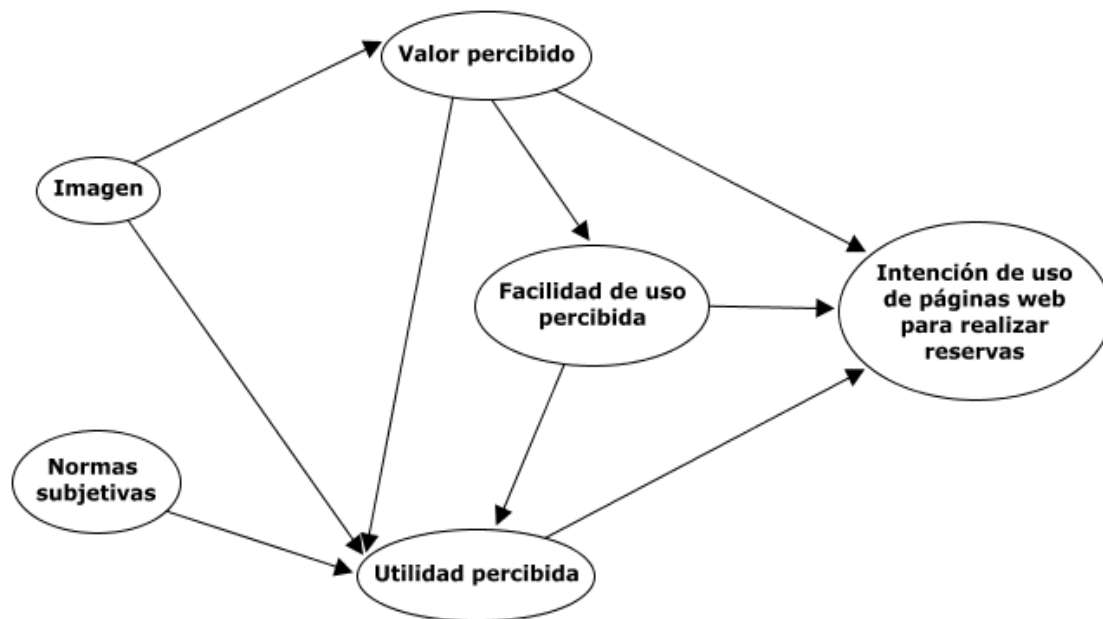 Valor percibido
Imagen
Facilidad de uso
percibida
Intención de uso
de páginas web
para realizar
reservas
Normas
subjetivas
Utilidad percibida